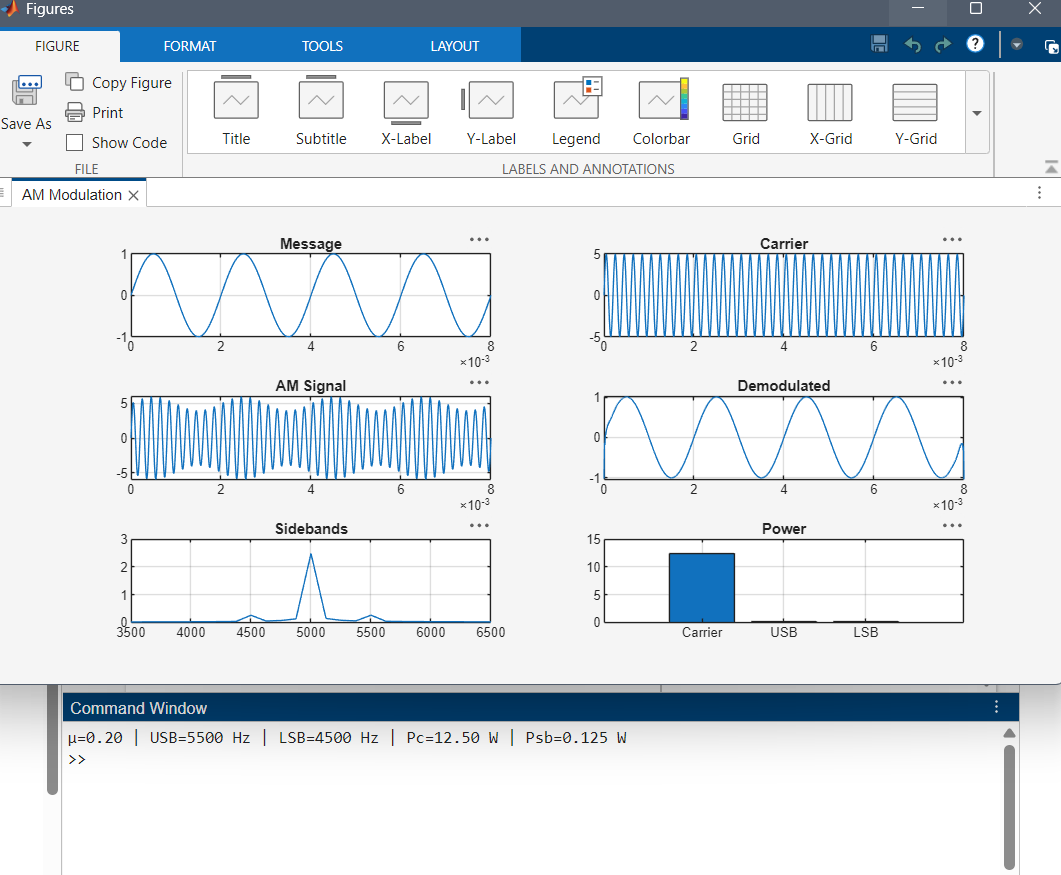 Figures
FIGURE FORMAT TOOLS LAYOUT
?
Save As
Copy Figure
Print
Show Code
FILE
Title Subtitle X-Label Y-Label Legend Colorbar Grid X-Grid Y-Grid
LABELS AND ANNOTATIONS
AM Modulation
Message
1
0
-1
0 2 4 6 8
×10-3
Carrier
5
0
-5
0 2 4 6 8
×10-3
AM Signal
5
0
-5
0 2 4 6 8
×10-3
Demodulated
1
0
-1
0 2 4 6 8
×10-3
Sidebands
3
2
1
0
3500 4000 4500 5000 5500 6000 6500
Power
15
10
5
0
Carrier USB LSB
Command Window
μ=0.20 | USB=5500 Hz | LSB=4500 Hz | Pc=12.50 W | Psb=0.125 W
>>